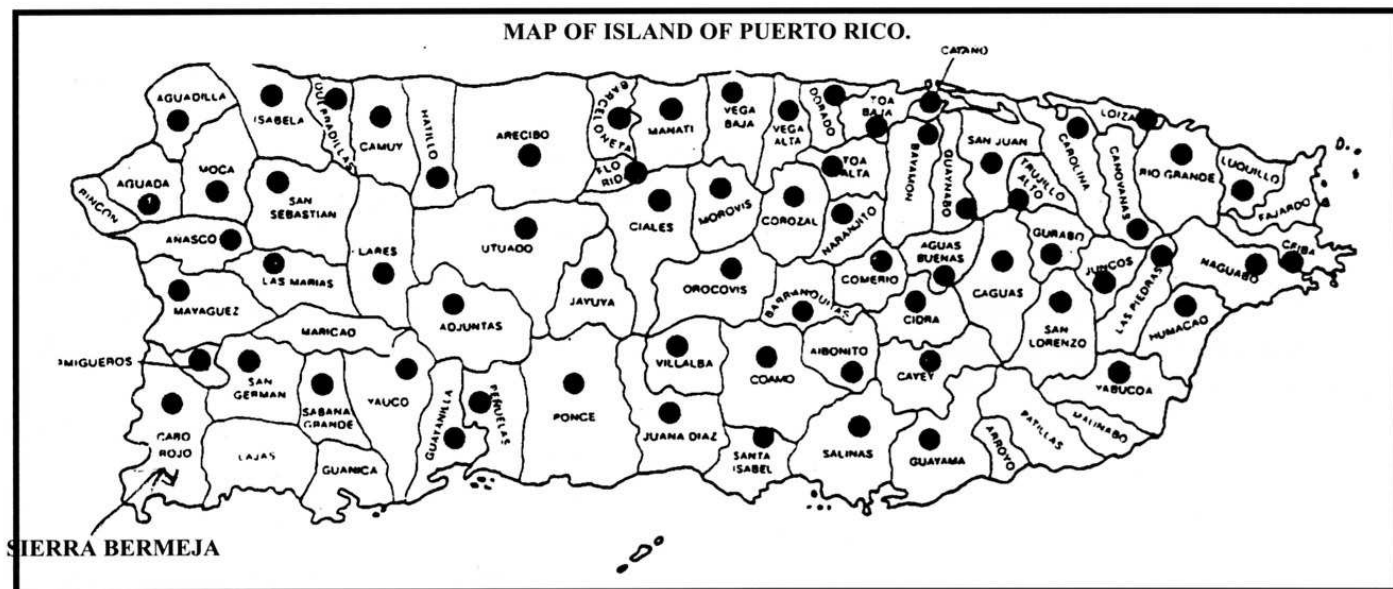 MAP OF ISLAND OF PUERTO RICO.
CATANO
AGUADILLA
ISABELA
QUEBRADILLAS
CAMUY
HATILLO
ARECIBO
BARCELONETA
MANATI
VEGA
BAJA
VEGA
ALTA
DORADO
TOA
BAJA
BAYAMON
GUAYNABO
SAN JUAN
TRUJILLO
ALTO
CAROLINA
CANOVANAS
LOIZA
RIO GRANDE
LUQUILLO
FAJARDO
RINCON
AGUADA
MOCA
SAN
SEBASTIAN
FLO
RIO
CIALES
MOROVIS
COROZAL
TOA
ALTA
NARANJITO
AÑASCO
LARES
UTUADO
LAS MARIAS
JAYUYA
OROCOVIS
BARRANQUITAS
COMERIO
AGUAS
BUENAS
CIDRA
CAGUAS
GURABO
JUNCOS
SAN
LORENZO
LAS PIEDRAS
NAGUABO
CEIBA
HUMACAO
MAYAGUEZ
MARICAO
ADJUNTAS
VILLALBA
COAMO
AIBONITO
CAYEY
YABUCOA
MIGUEROS
SAN
GERMAN
SABANA
GRANDE
YAUCO
GUAYANILLA
PEÑUELAS
PONCE
JUANA DIAZ
SANTA
ISABEL
SALINAS
GUAYAMA
ARROYO
PATILLAS
MAUNABO
CABO
ROJO
LAJAS
GUANICA
SIERRA BERMEJA